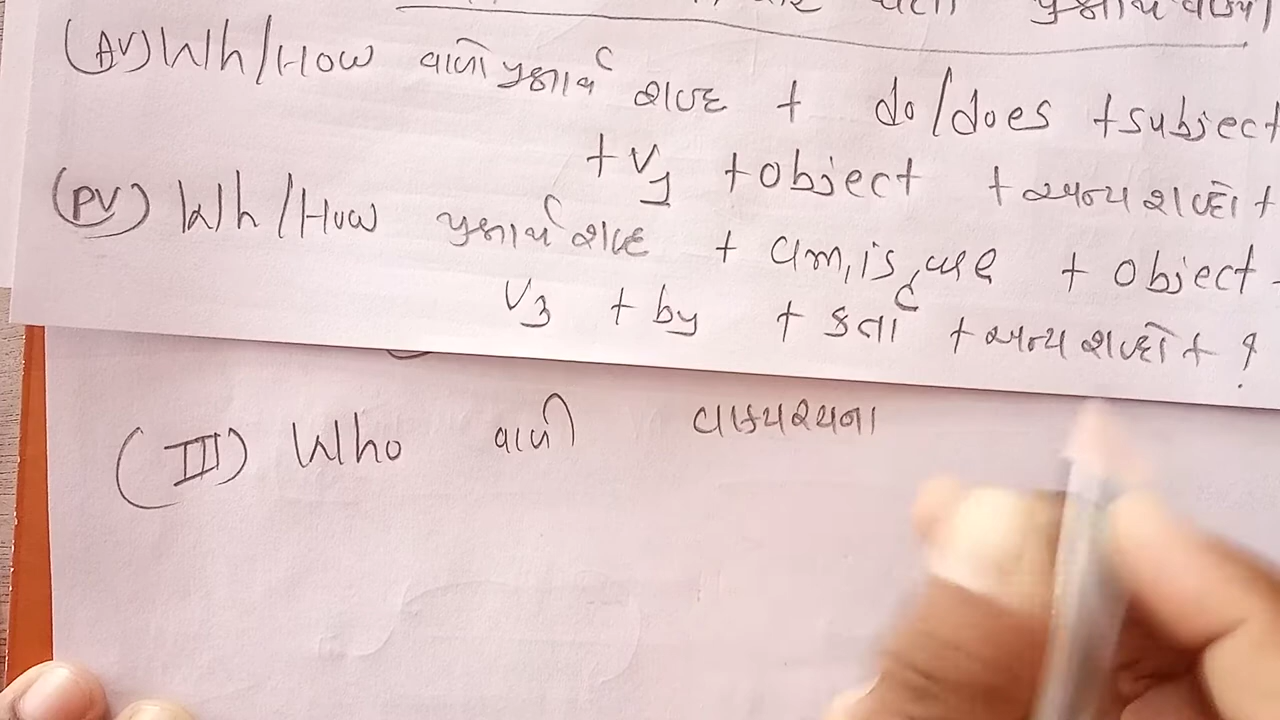 (AV) Wh/How વાળો પ્રશ્નાર્થ શબ્દ + do/does + subject
+ V1 + object + અન્ય શબ્દો +
(PV) Wh/How પ્રશ્નાર્થ શબ્દ + am, is, are + object
V3 + by + કર્તા + અન્ય શબ્દો + ?
(III) Who વાળી વાક્યરચના